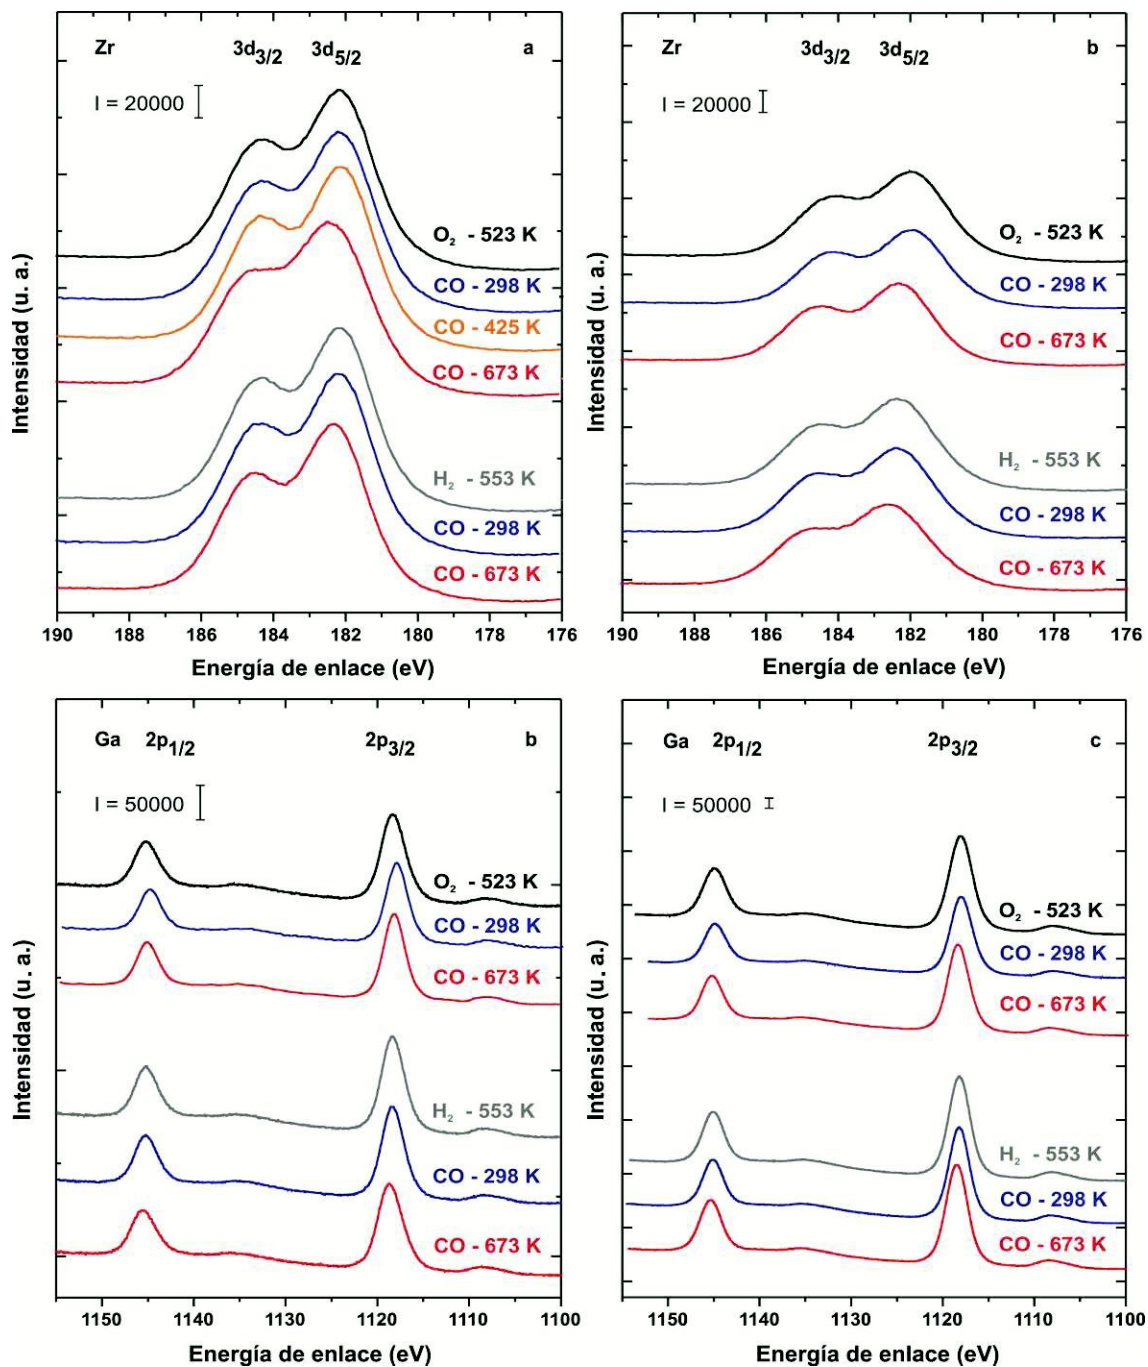 Zr 3d3/2 3d5/2 a
I = 20000
O2 - 523 K
CO - 298 K
CO - 425 K
CO - 673 K
H2 - 553 K
CO - 298 K
CO - 673 K
190 188 186 184 182 180 178 176
Energía de enlace (eV)
Intensidad (u. a.)
Zr 3d3/2 3d5/2 b
I = 20000
O2 - 523 K
CO - 298 K
CO - 673 K
H2 - 553 K
CO - 298 K
CO - 673 K
190 188 186 184 182 180 178 176
Energía de enlace (eV)
Intensidad (u. a.)
Ga 2p1/2 2p3/2 b
I = 50000
O2 - 523 K
CO - 298 K
CO - 673 K
H2 - 553 K
CO - 298 K
CO - 673 K
1150 1140 1130 1120 1110 1100
Energía de enlace (eV)
Intensidad (u. a.)
Ga 2p1/2 2p3/2 c
I = 50000
O2 - 523 K
CO - 298 K
CO - 673 K
H2 - 553 K
CO - 298 K
CO - 673 K
1150 1140 1130 1120 1110 1100
Energía de enlace (eV)
Intensidad (u. a.)